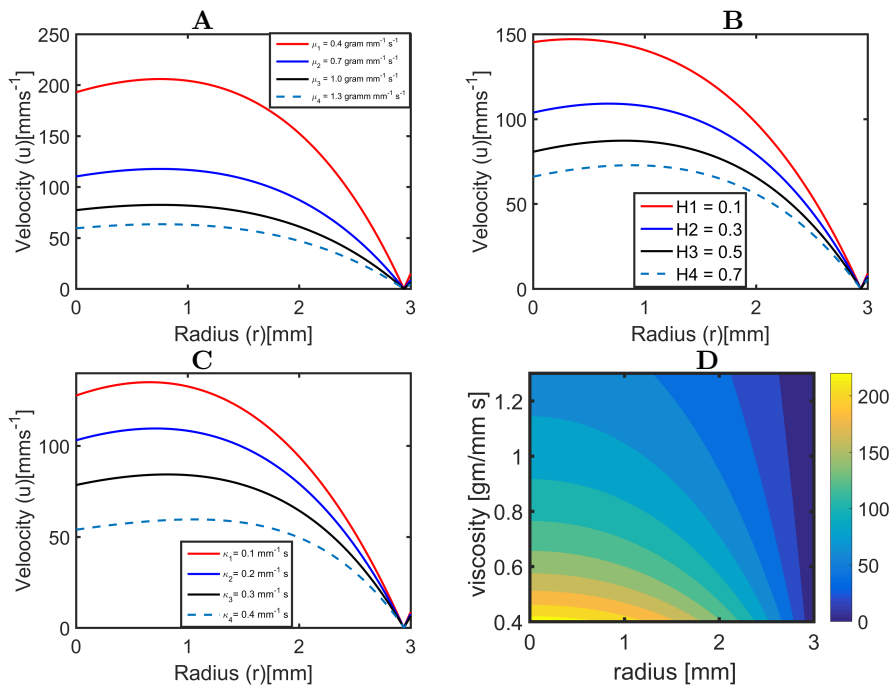 A
250
200
150
100
50
0
0 1 2 3
Veloocity (u)[mms⁻¹]
Radius (r)[mm]
μ₁ = 0.4 gram mm⁻¹ s⁻¹
μ₂ = 0.7 gram mm⁻¹ s⁻¹
μ₃ = 1.0 gram mm⁻¹ s⁻¹
μ₄ = 1.3 gramm mm⁻¹ s⁻¹
B
150
100
50
0
0 1 2 3
Veloocity (u)[mms⁻¹]
Radius (r)[mm]
H1 = 0.1
H2 = 0.3
H3 = 0.5
H4 = 0.7
C
100
50
0
0 1 2 3
Veloocity (u)[mms⁻¹]
Radius (r)[mm]
κ₁= 0.1 mm⁻¹ s
κ₂= 0.2 mm⁻¹ s
κ₃= 0.3 mm⁻¹ s
κ₄= 0.4 mm⁻¹ s
D
1.2
1
0.8
0.6
0.4
0 1 2 3
viscosity [gm/mm s]
radius [mm]
200
150
100
50
0